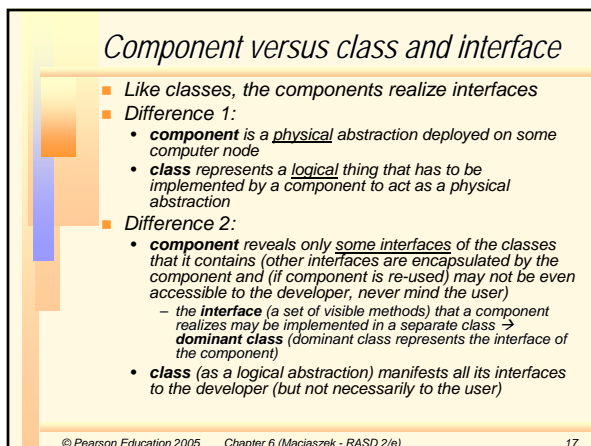 Component versus class and interface
Like classes, the components realize interfaces
Difference 1:
• component is a physical abstraction deployed on some
computer node
• class represents a logical thing that has to be
implemented by a component to act as a physical
abstraction
Difference 2:
• component reveals only some interfaces of the classes
that it contains (other interfaces are encapsulated by the
component and (if component is re-used) may not be even
accessible to the developer, never mind the user)
– the interface (a set of visible methods) that a component
realizes may be implemented in a separate class →
dominant class (dominant class represents the interface of
the component)
• class (as a logical abstraction) manifests all its interfaces
to the developer (but not necessarily to the user)
© Pearson Education 2005 Chapter 6 (Maciaszek - RASD 2/e) 17